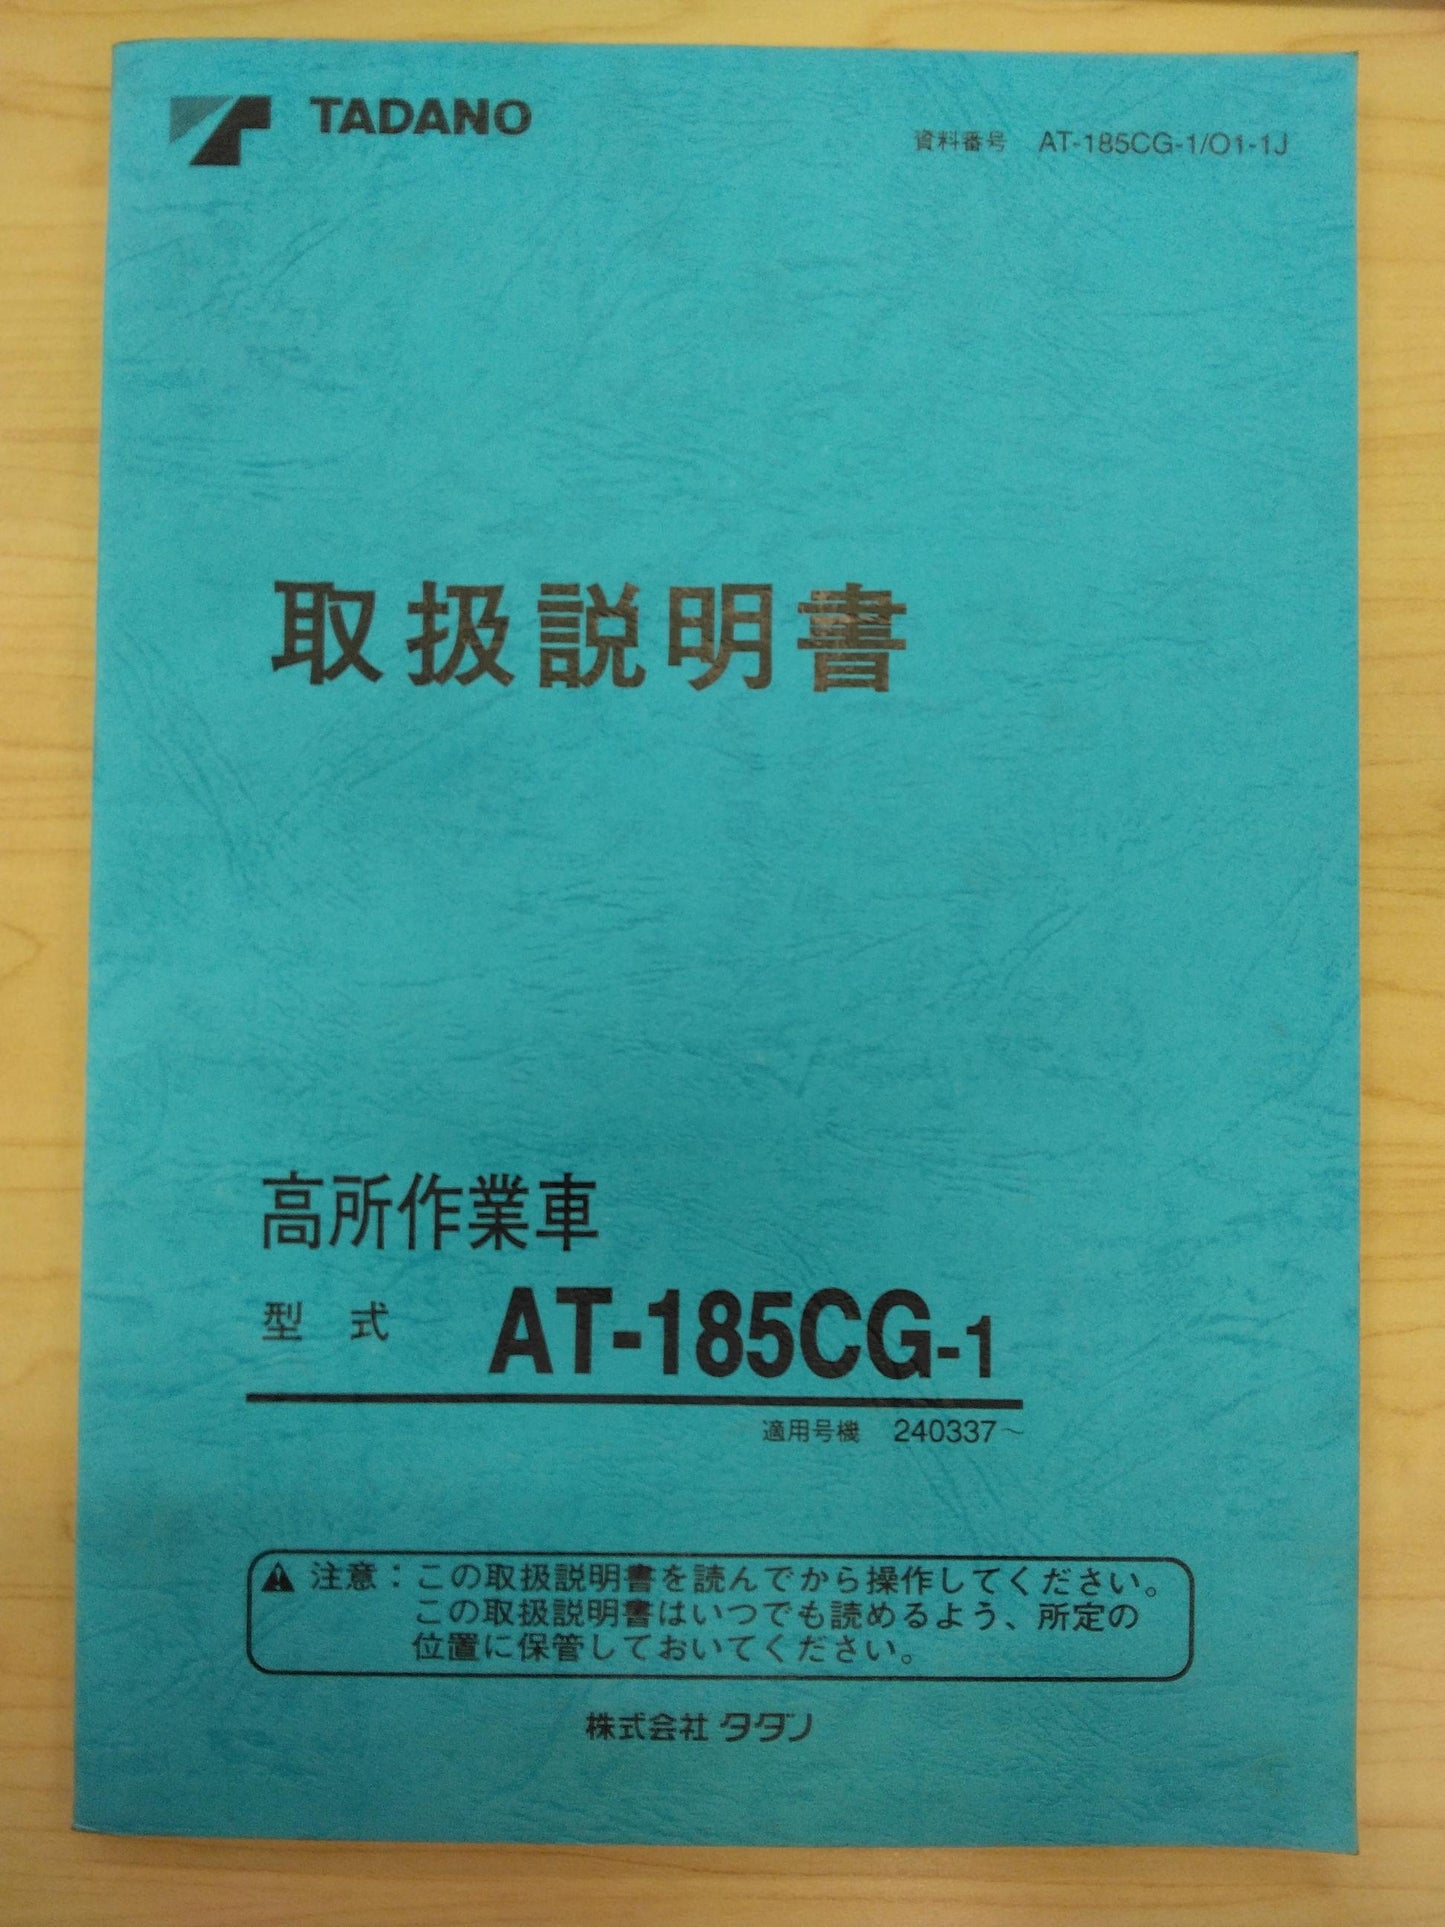 TADANO
資料番号 AT-185CG-1/O1-1J
取扱説明書
高所作業車
型式 AT-185CG-1
適用号機 240337～
注意：この取扱説明書を読んでから操作してください。
この取扱説明書はいつでも読めるよう、所定の
位置に保管しておいてください。
株式会社 タダノ